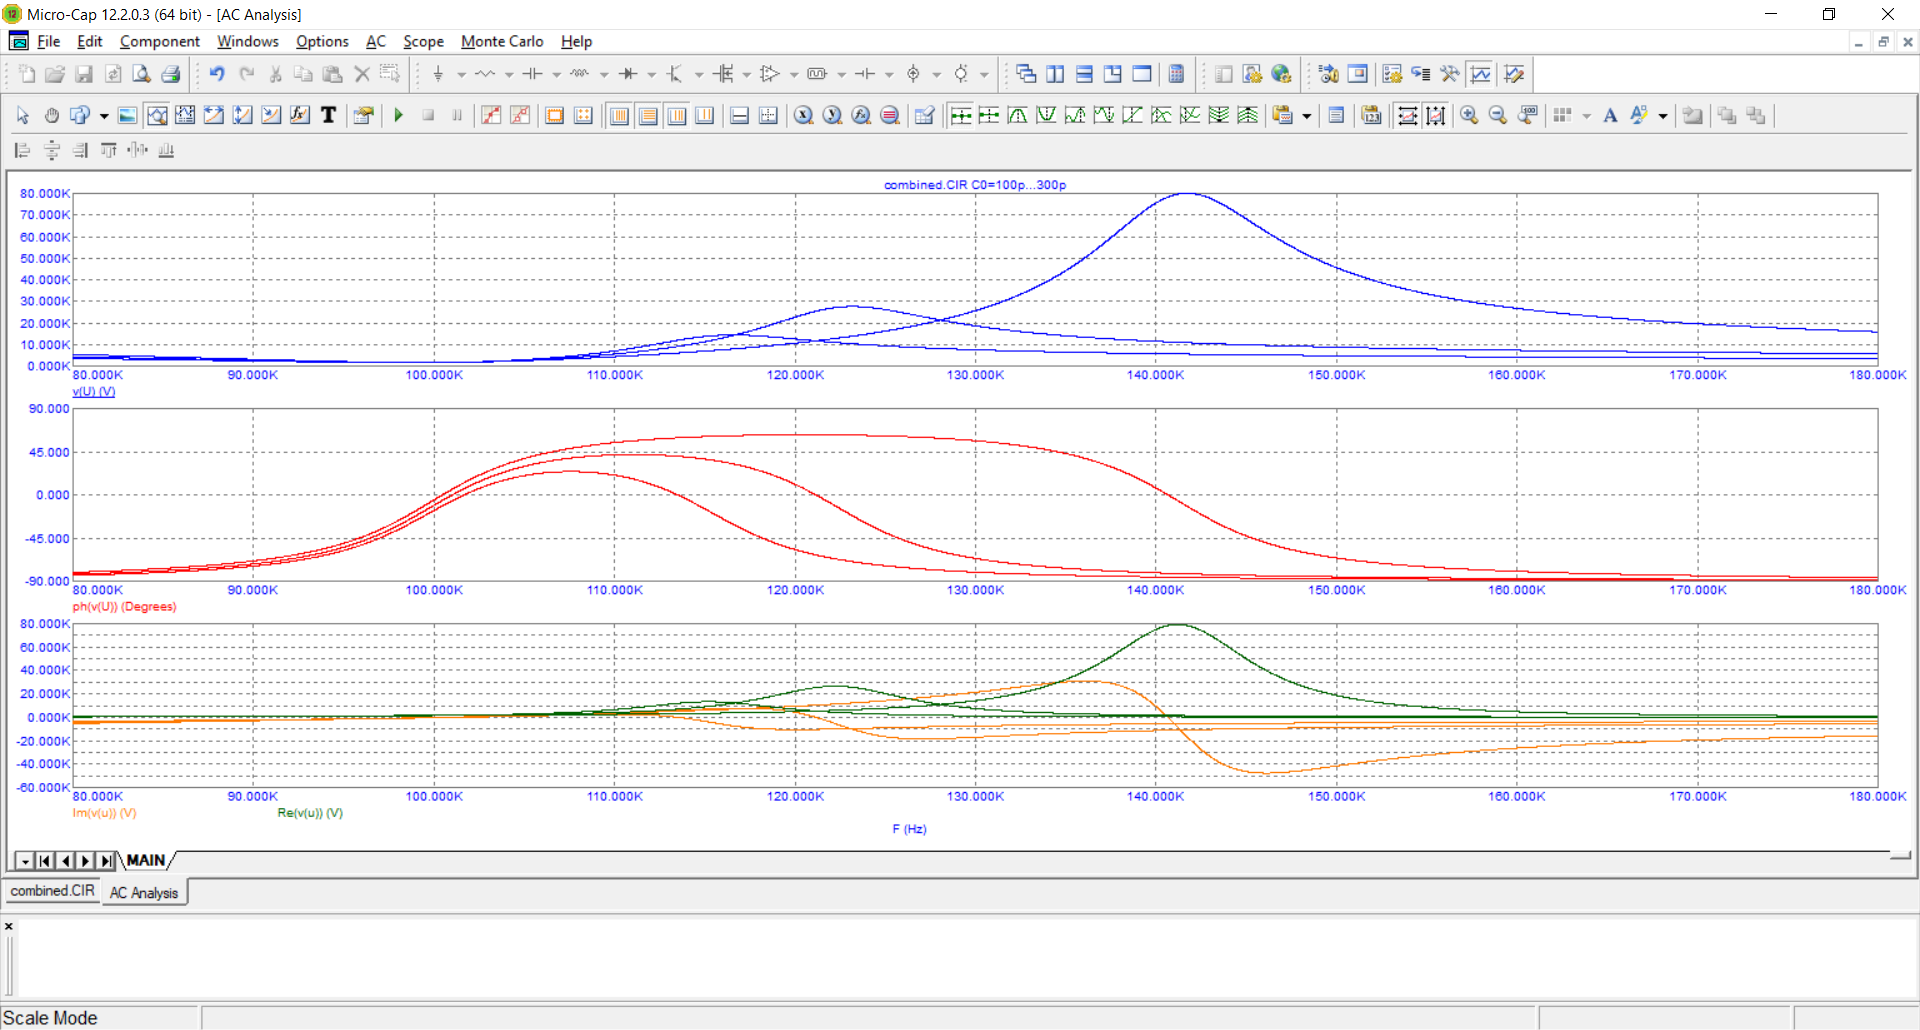 Micro-Cap 12.2.0.3 (64 bit) - [AC Analysis]
File Edit Component Windows Options AC Scope Monte Carlo Help
combined.CIR C0=100p...300p
80.000K
70.000K
60.000K
50.000K
40.000K
30.000K
20.000K
10.000K
0.000K
80.000K 90.000K 100.000K 110.000K 120.000K 130.000K 140.000K 150.000K 160.000K 170.000K 180.000K
v(U) (V)
90.000
45.000
0.000
-45.000
-90.000
80.000K 90.000K 100.000K 110.000K 120.000K 130.000K 140.000K 150.000K 160.000K 170.000K 180.000K
ph(v(U)) (Degrees)
80.000K
60.000K
40.000K
20.000K
0.000K
-20.000K
-40.000K
-60.000K
80.000K 90.000K 100.000K 110.000K 120.000K 130.000K 140.000K 150.000K 160.000K 170.000K 180.000K
Im(v(u)) (V) Re(v(u)) (V)
F (Hz)
MAIN
combined.CIR AC Analysis
Scale Mode